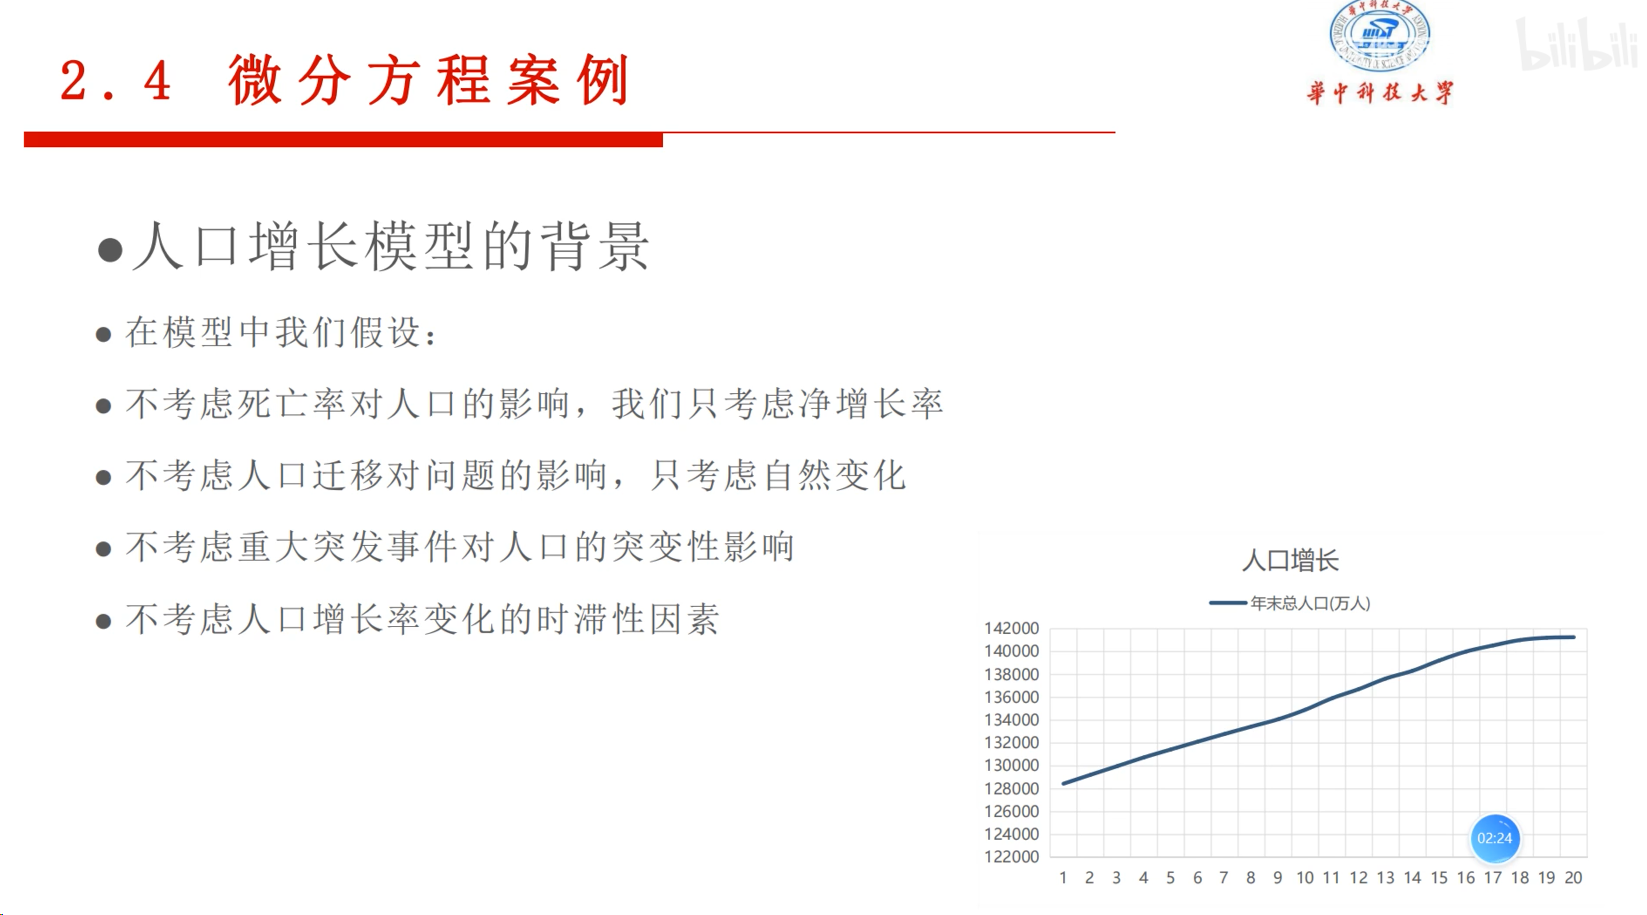 2.4 微分方程案例
華中科技大學
bilibili
●人口增长模型的背景
● 在模型中我们假设：
● 不考虑死亡率对人口的影响，我们只考虑净增长率
● 不考虑人口迁移对问题的影响，只考虑自然变化
● 不考虑重大突发事件对人口的突变性影响
● 不考虑人口增长率变化的时滞性因素
人口增长
年末总人口(万人)
142000
140000
138000
136000
134000
132000
130000
128000
126000
124000
122000
02:24
1 2 3 4 5 6 7 8 9 10 11 12 13 14 15 16 17 18 19 20